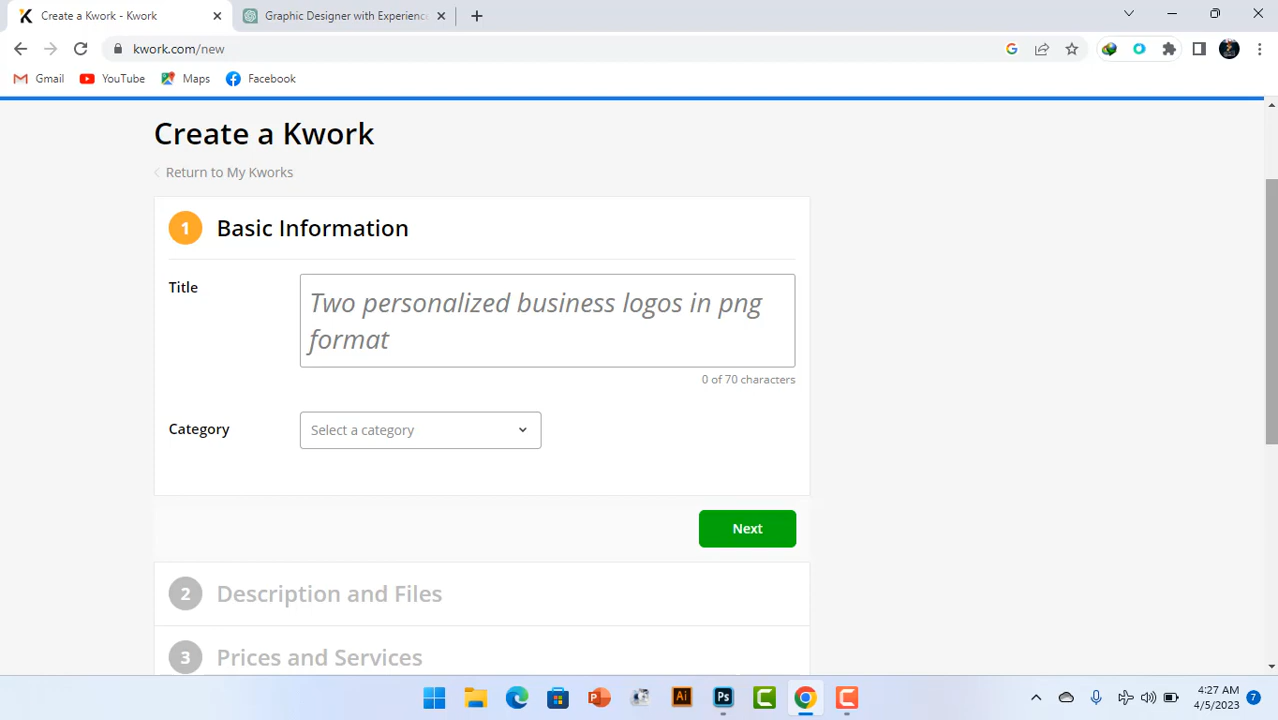 Create a Kwork - Kwork
Graphic Designer with Experienc
kwork.com/new
Gmail
YouTube
Maps
Facebook
Create a Kwork
Return to My Kworks
1 Basic Information
Title
Two personalized business logos in png
format
0 of 70 characters
Category
Select a category
Next
2 Description and Files
3 Prices and Services
Ai
Ps
4:27 AM
4/5/2023
7